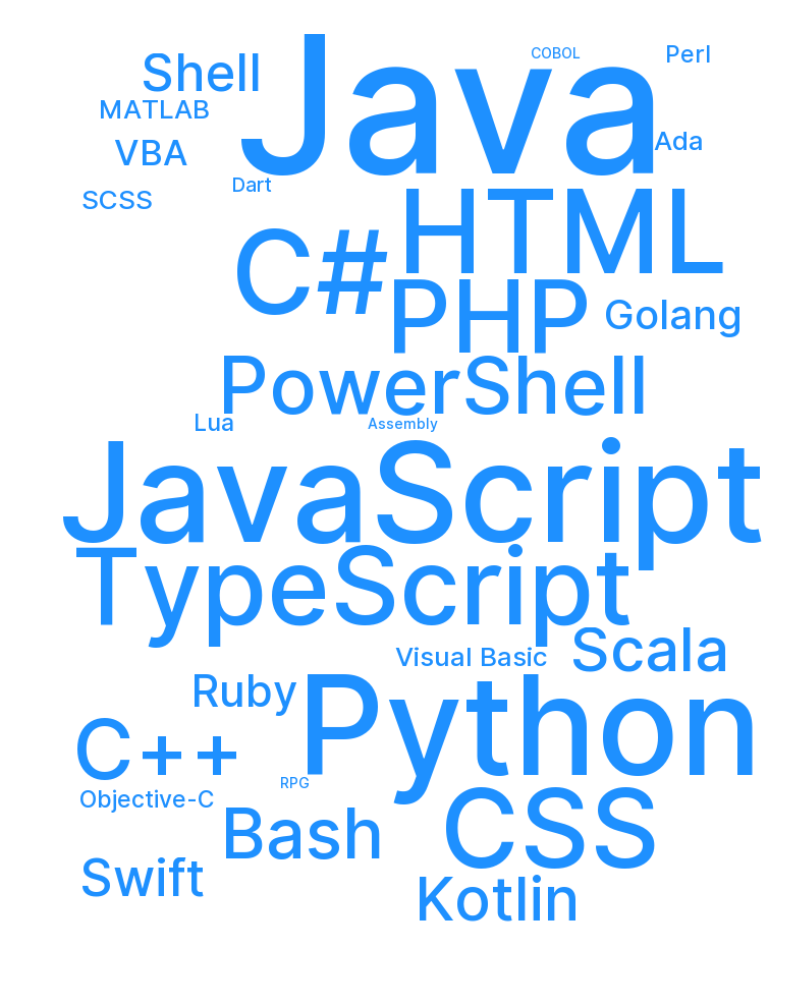 Java
COBOL
Perl
Shell
MATLAB
VBA
Ada
Dart
SCSS
HTML
C#
PHP
Golang
PowerShell
Lua
Assembly
JavaScript
TypeScript
Visual Basic
Scala
Ruby
Python
C++
RPG
Objective-C
CSS
Bash
Swift
Kotlin